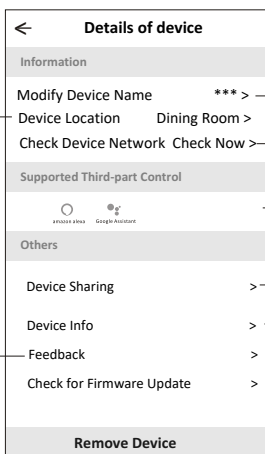 ← Details of device
Information
Modify Device Name *** >
Device Location Dining Room >
Check Device Network Check Now >
Supported Third-part Control
amazon alexa Google Assistant
Others
Device Sharing >
Device Info >
Feedback >
Check for Firmware Update >
Remove Device